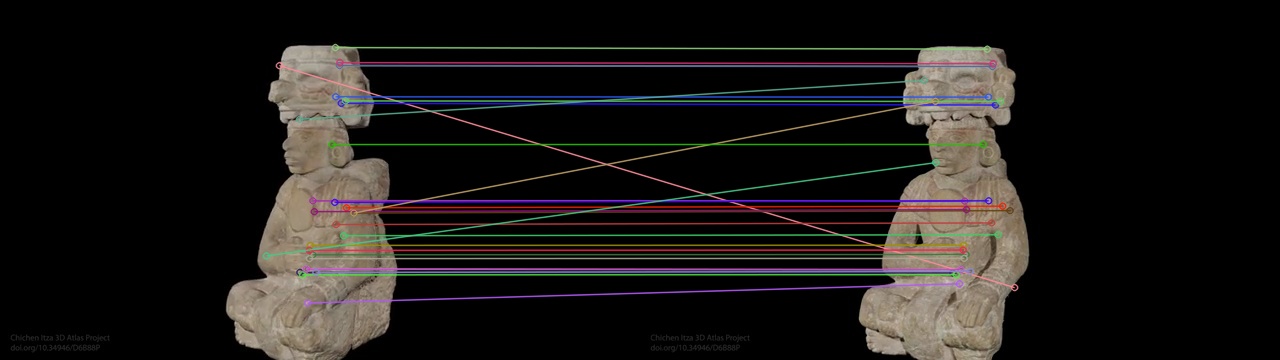 Chichen Itza 3D Atlas Project
doi.org/10.34946/D6B88P
Chichen Itza 3D Atlas Project
doi.org/10.34946/D6B88P